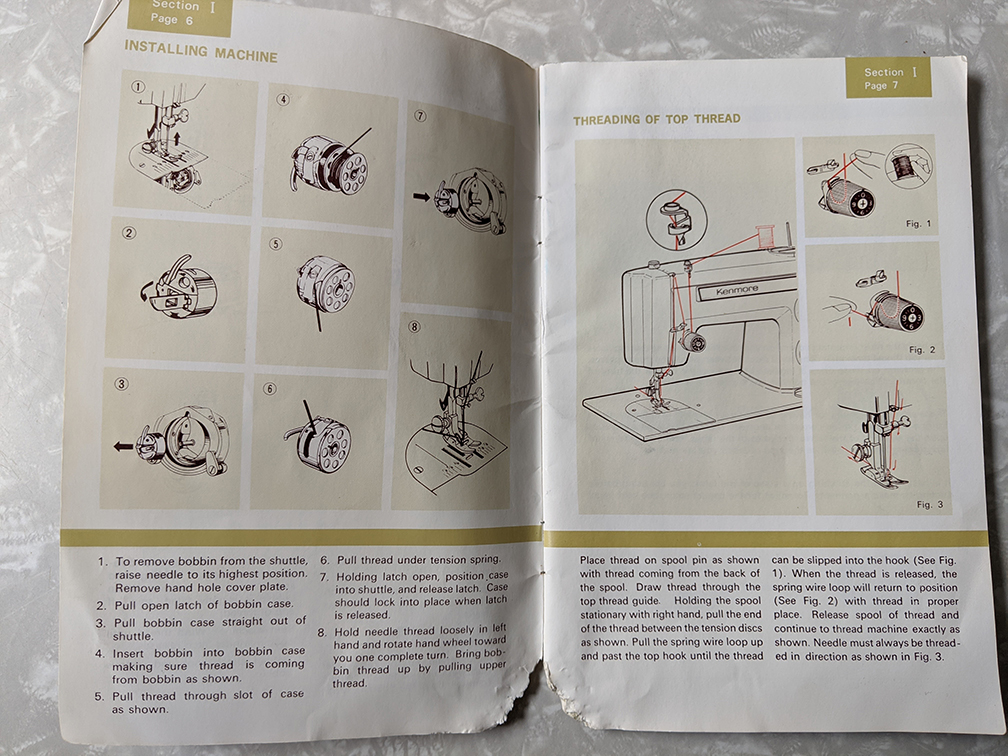 Section I
Page 6
INSTALLING MACHINE
1
4
7
2
5
8
3
6
1. To remove bobbin from the shuttle,
raise needle to its highest position.
Remove hand hole cover plate.
2. Pull open latch of bobbin case.
3. Pull bobbin case straight out of
shuttle.
4. Insert bobbin into bobbin case
making sure thread is coming
from bobbin as shown.
5. Pull thread through slot of case
as shown.
6. Pull thread under tension spring.
7. Holding latch open, position case
into shuttle, and release latch. Case
should lock into place when latch
is released.
8. Hold needle thread loosely in left
hand and rotate hand wheel toward
you one complete turn. Bring bob-
bin thread up by pulling upper
thread.
Section I
Page 7
THREADING OF TOP THREAD
Kenmore
Fig. 1
Fig. 2
Fig. 3
Place thread on spool pin as shown
with thread coming from the back of
the spool. Draw thread through the
top thread guide. Holding the spool
stationary with right hand, pull the end
of the thread between the tension discs
as shown. Pull the spring wire loop up
and past the top hook until the thread
can be slipped into the hook (See Fig.
1). When the thread is released, the
spring wire loop will return to position
(See Fig. 2) with thread in proper
place. Release spool of thread and
continue to thread machine exactly as
shown. Needle must always be thread-
ed in direction as shown in Fig. 3.